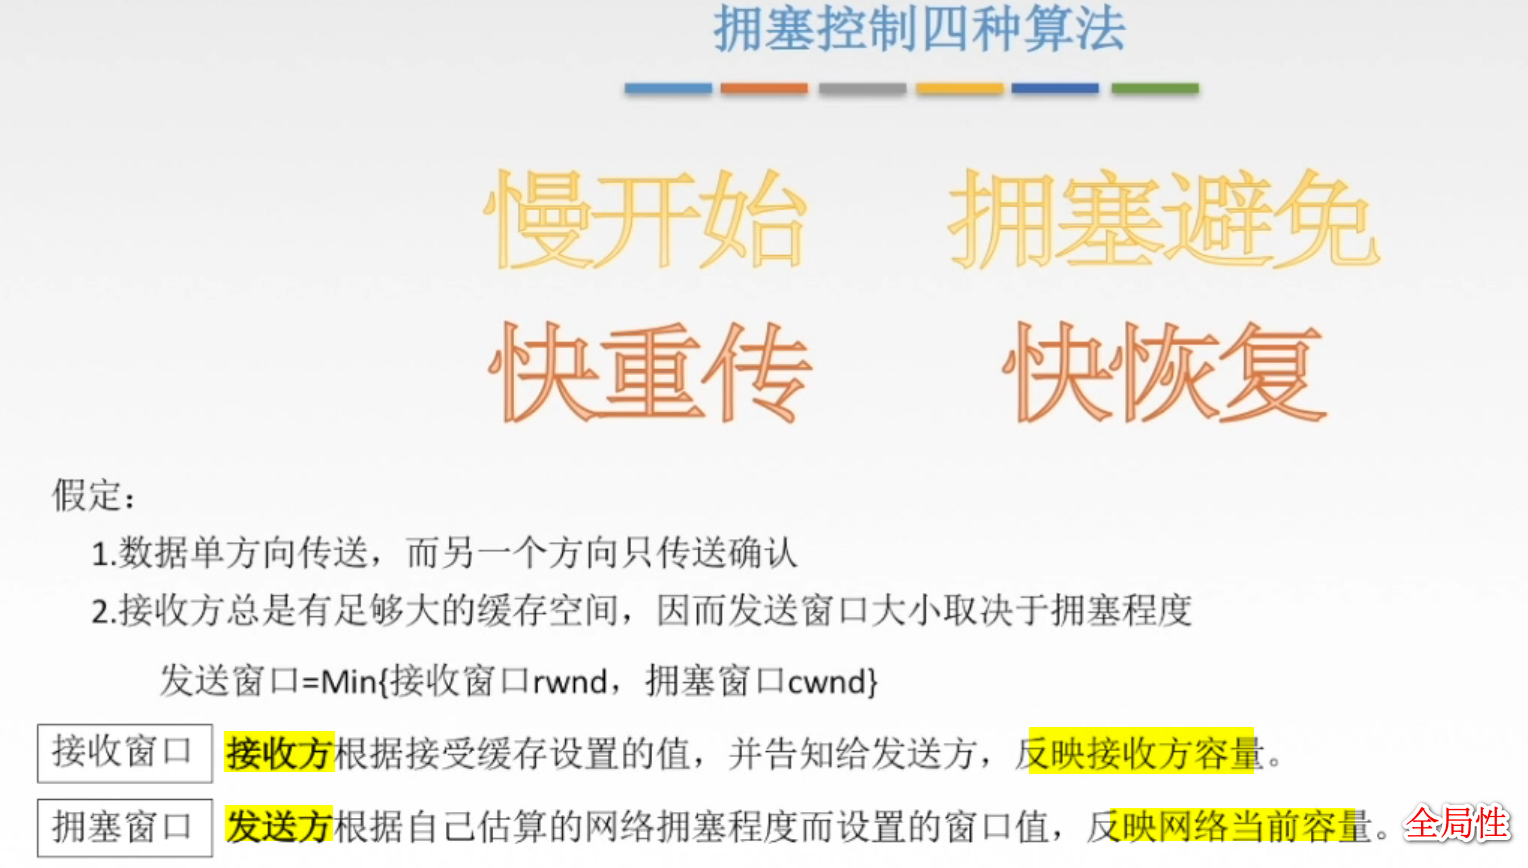 拥塞控制四种算法
慢开始 拥塞避免
快重传 快恢复
假定：
1.数据单方向传送，而另一个方向只传送确认
2.接收方总是有足够大的缓存空间，因而发送窗口大小取决于拥塞程度
发送窗口=Min{接收窗口rwnd，拥塞窗口cwnd}
接收窗口 接收方根据接受缓存设置的值，并告知给发送方，反映接收方容量。
拥塞窗口 发送方根据自己估算的网络拥塞程度而设置的窗口值，反映网络当前容量。 全局性